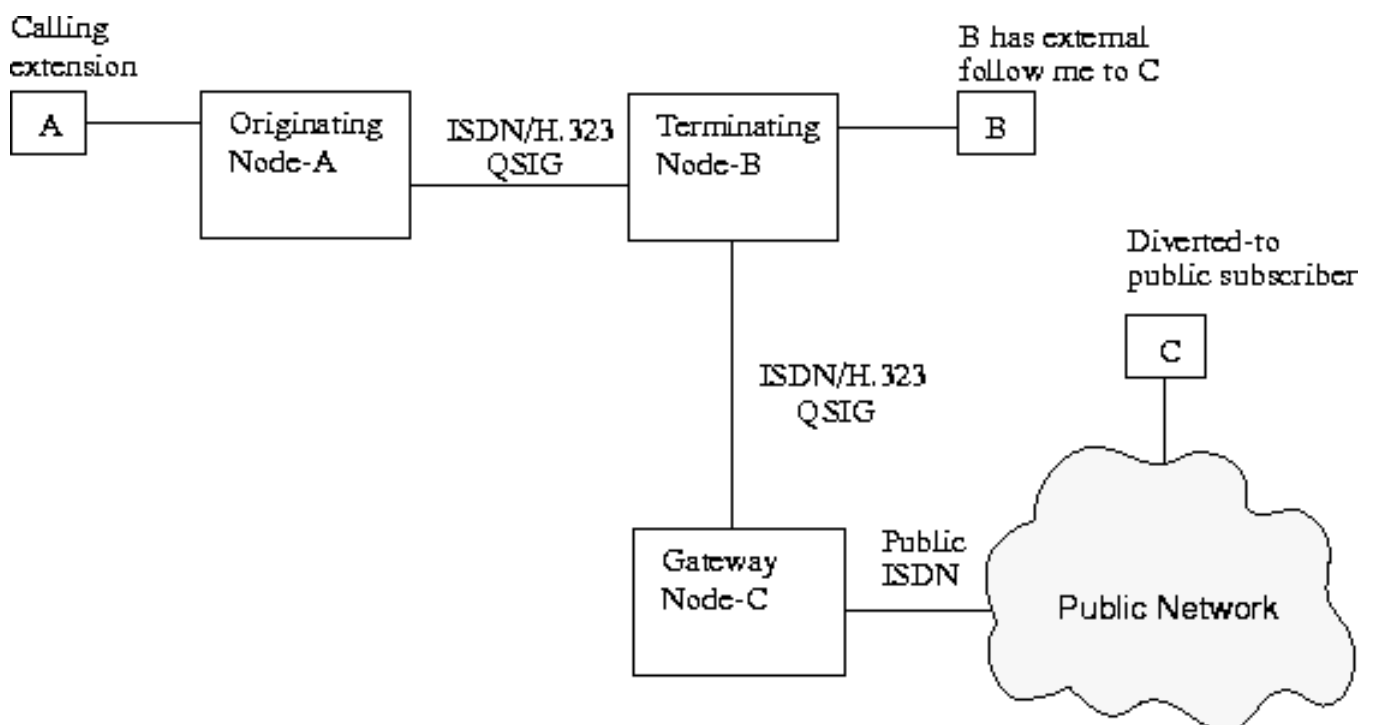 Calling
extension
A
Originating
Node-A
ISDN/H.323
QSIG
Terminating
Node-B
B has external
follow me to C
B
Diverted-to
public subscriber
C
ISDN/H.323
QSIG
Gateway
Node-C
Public
ISDN
Public Network